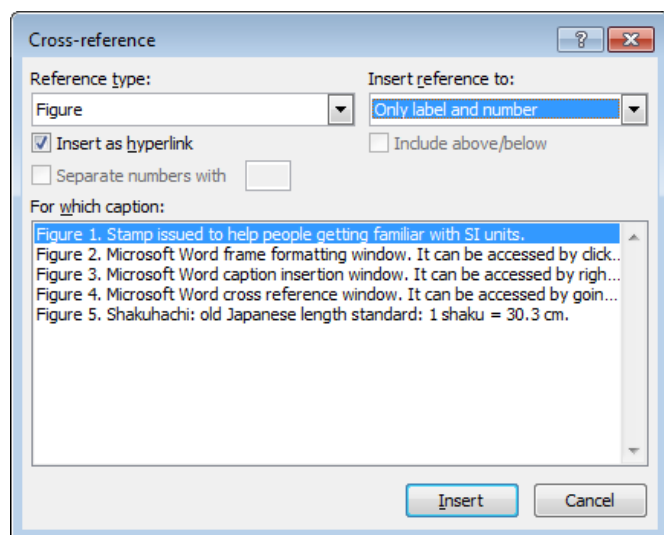 Cross-reference
Reference type:
Insert reference to:
Figure
Only label and number
Insert as hyperlink
Include above/below
Separate numbers with
For which caption:
Figure 1. Stamp issued to help people getting familiar with SI units.
Figure 2. Microsoft Word frame formatting window. It can be accessed by click...
Figure 3. Microsoft Word caption insertion window. It can be accessed by righ...
Figure 4. Microsoft Word cross reference window. It can be accessed by goin...
Figure 5. Shakuhachi: old Japanese length standard: 1 shaku = 30.3 cm.
Insert
Cancel